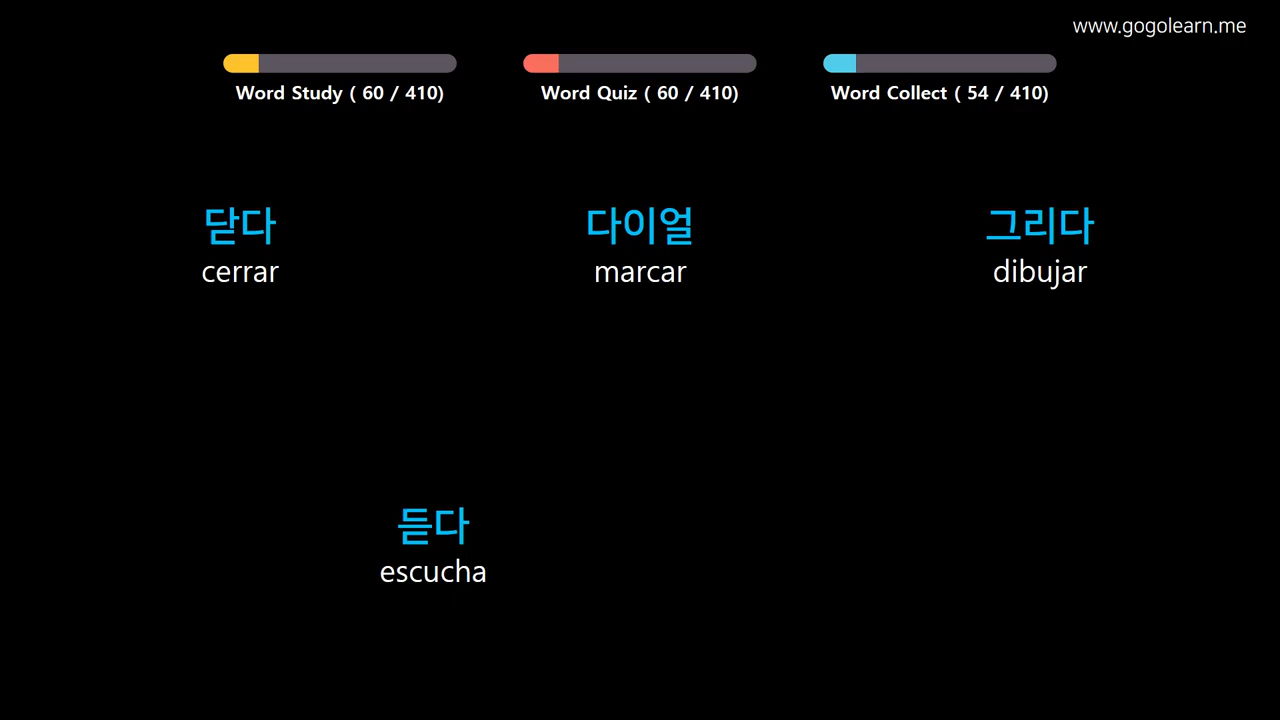 www.gogolearn.me
Word Study ( 60 / 410)
Word Quiz ( 60 / 410)
Word Collect ( 54 / 410)
닫다
cerrar
다이얼
marcar
그리다
dibujar
듣다
escucha